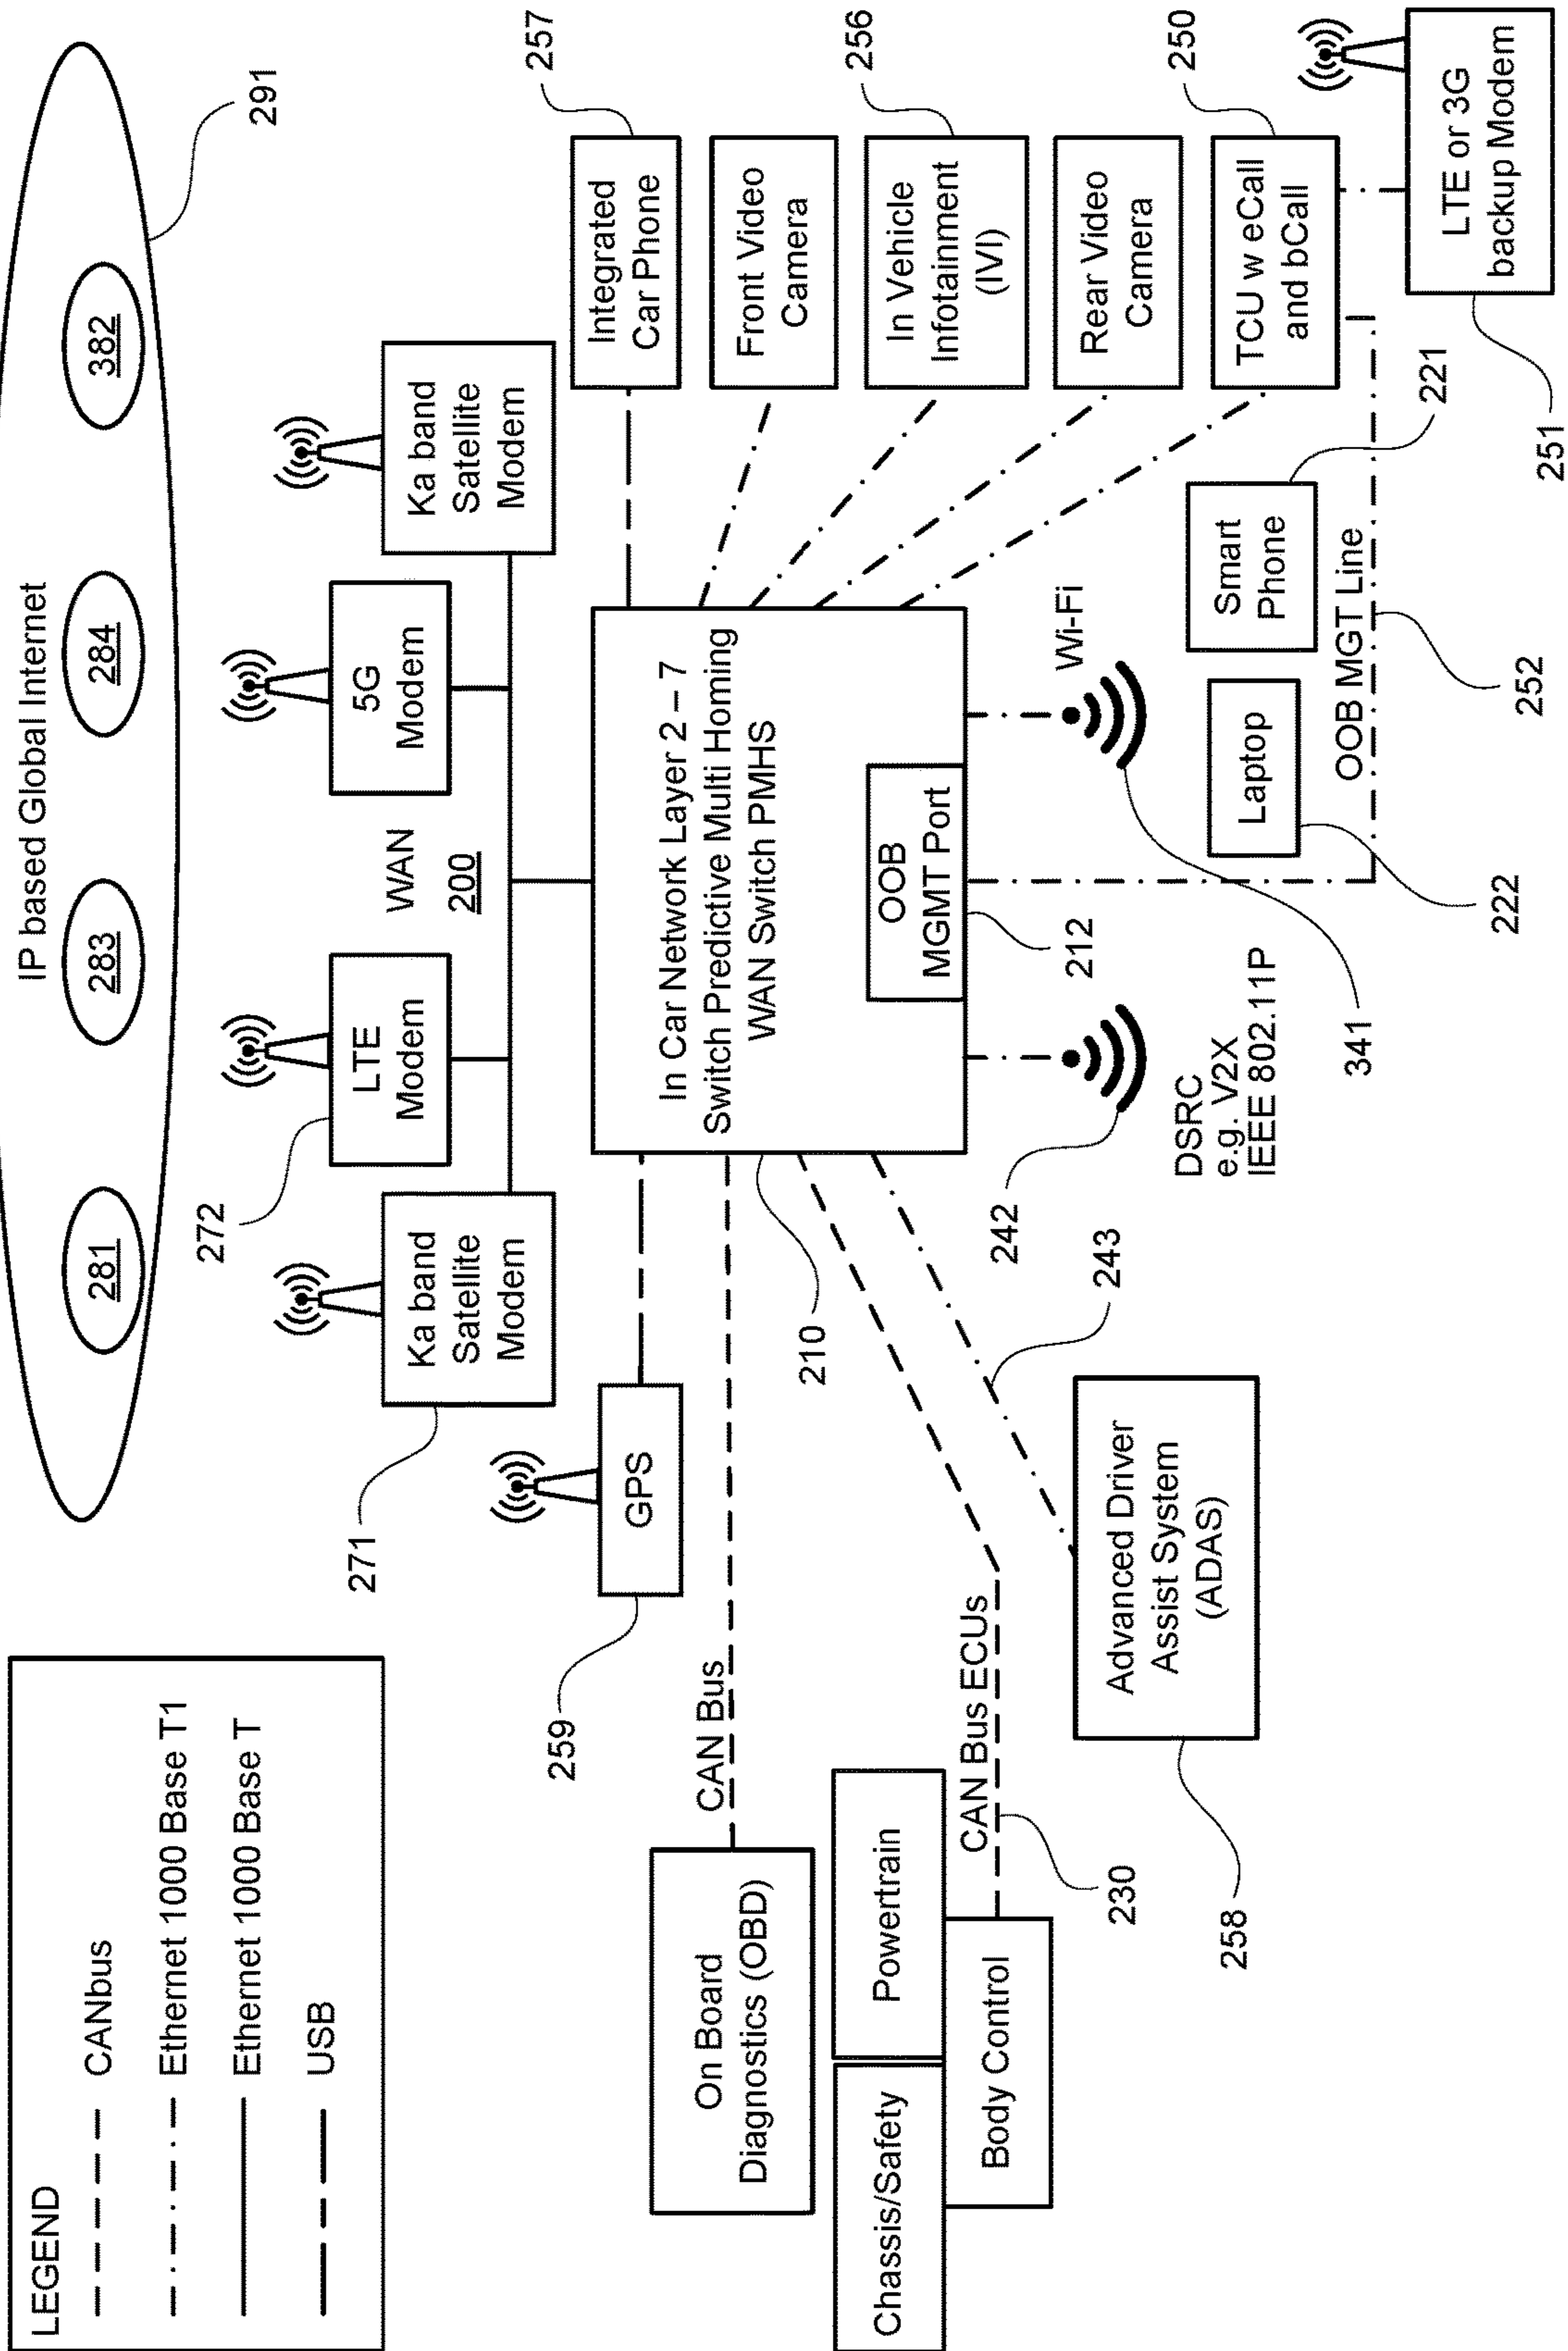 LEGEND
CANbus
Ethernet 1000 Base T1
Ethernet 1000 Base T
USB
IP based Global Internet
281
283
284
382
291
272
271
Ka band
Satellite
Modem
LTE
Modem
WAN
200
5G
Modem
Ka band
Satellite
Modem
259
GPS
257
Integrated
Car Phone
Front Video
Camera
256
In Vehicle
Infotainment
(IVI)
Rear Video
Camera
250
TCU w eCall
and bCall
LTE or 3G
backup Modem
251
In Car Network Layer 2 – 7
Switch Predictive Multi Homing
WAN Switch PMHS
OOB
MGMT Port
210
212
CAN Bus
On Board
Diagnostics (OBD)
Chassis/Safety
Powertrain
Body Control
CAN Bus ECUs
230
243
Advanced Driver
Assist System
(ADAS)
258
242
DSRC
e.g. V2X
IEEE 802.11P
Wi-Fi
341
Laptop
222
Smart
Phone
221
OOB MGT Line
252